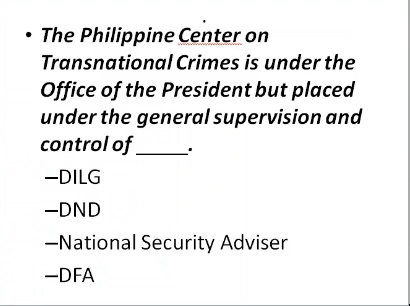 • The Philippine Center on
Transnational Crimes is under the
Office of the President but placed
under the general supervision and
control of _____.
–DILG
–DND
–National Security Adviser
–DFA